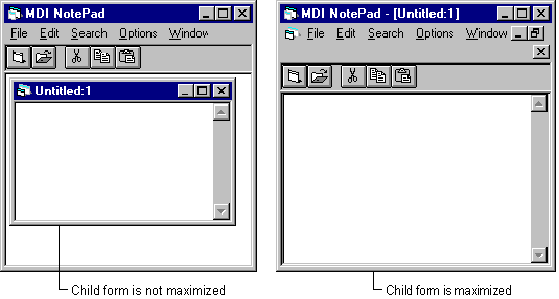 MDI NotePad
File Edit Search Options Window
Untitled:1
Child form is not maximized
MDI NotePad - [Untitled:1]
File Edit Search Options Window
Child form is maximized